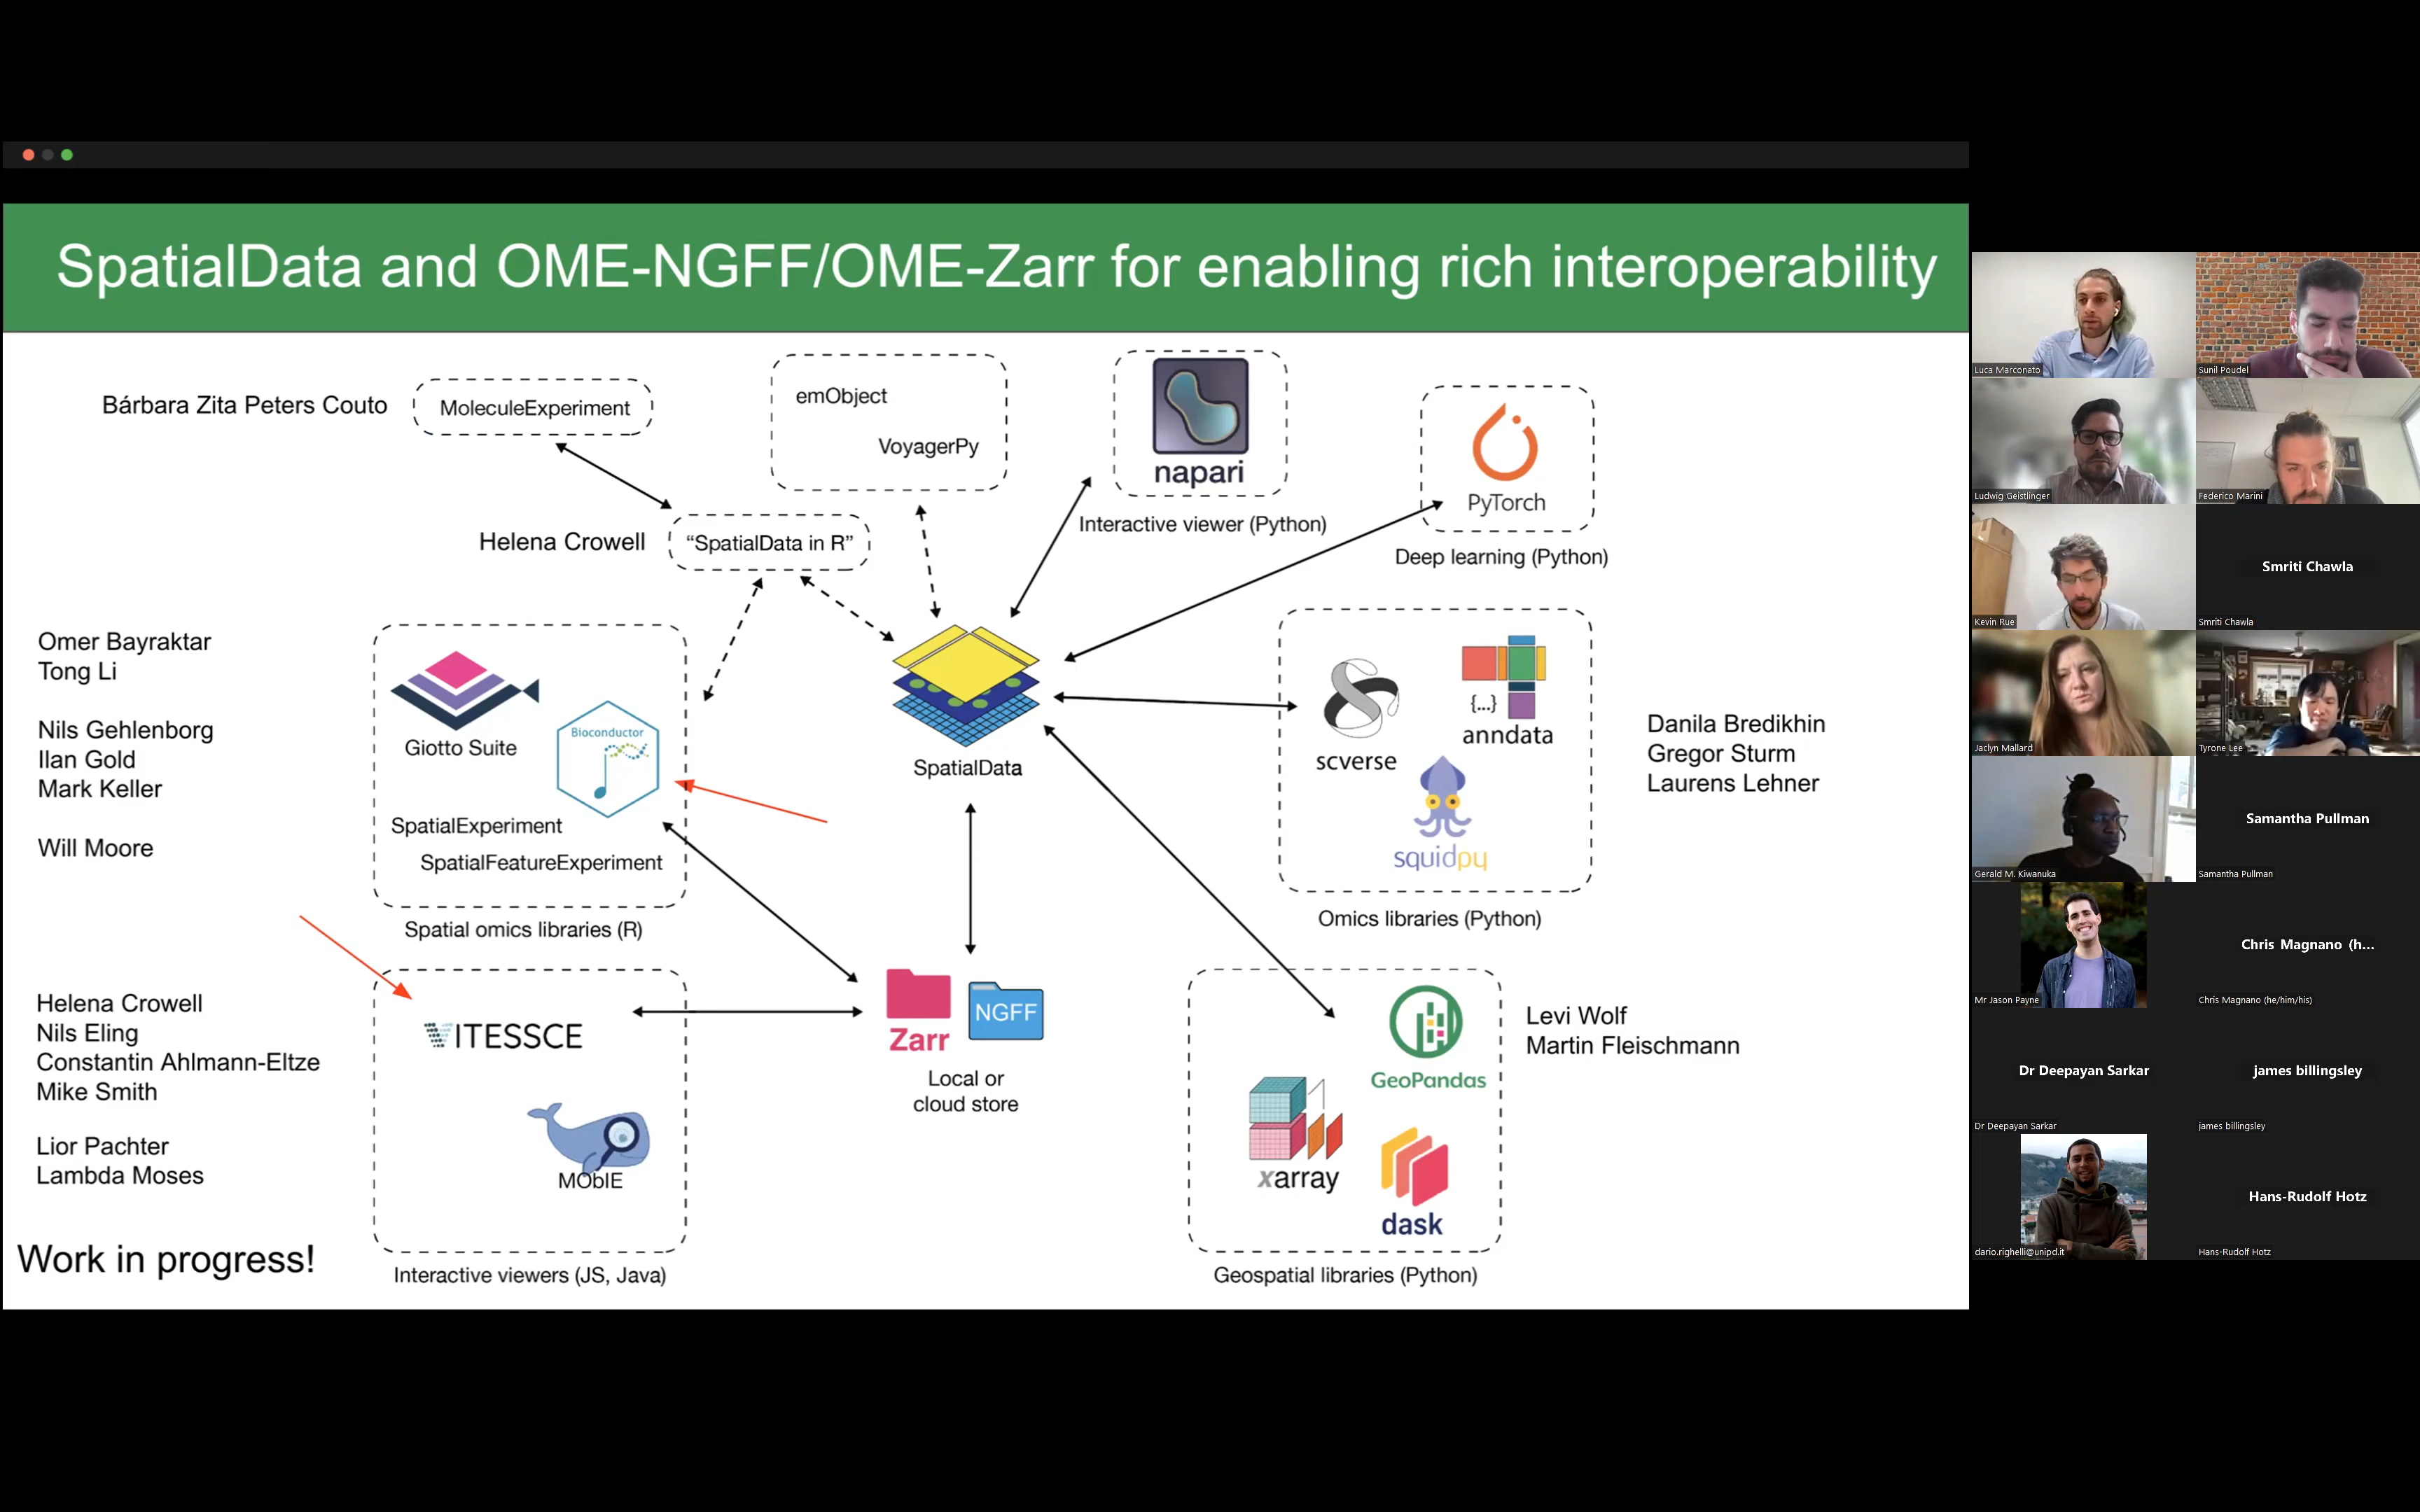 SpatialData and OME-NGFF/OME-Zarr for enabling rich interoperability
Bárbara Zita Peters Couto
MoleculeExperiment
emObject
VoyagerPy
napari
Interactive viewer (Python)
PyTorch
Deep learning (Python)
Helena Crowell
“SpatialData in R”
Omer Bayraktar
Tong Li
Nils Gehlenborg
Ilan Gold
Mark Keller
Will Moore
Giotto Suite
Bioconductor
SpatialExperiment
SpatialFeatureExperiment
Spatial omics libraries (R)
SpatialData
scverse
{...}
anndata
squidpy
Omics libraries (Python)
Danila Bredikhin
Gregor Sturm
Laurens Lehner
Helena Crowell
Nils Eling
Constantin Ahlmann-Eltze
Mike Smith
Lior Pachter
Lambda Moses
Work in progress!
VITESSCE
MObIE
Interactive viewers (JS, Java)
Zarr
NGFF
Local or
cloud store
GeoPandas
xarray
dask
Geospatial libraries (Python)
Levi Wolf
Martin Fleischmann
Luca Marconato
Sunil Poudel
Ludwig Geistlinger
Federico Marini
Kevin Rue
Smriti Chawla
Smriti Chawla
Jaclyn Mallard
Tyrone Lee
Gerald M. Kiwanuka
Samantha Pullman
Samantha Pullman
Mr Jason Payne
Chris Magnano (h...
Chris Magnano (he/him/his)
Dr Deepayan Sarkar
Dr Deepayan Sarkar
james billingsley
james billingsley
dario.righelli@unipd.it
Hans-Rudolf Hotz
Hans-Rudolf Hotz